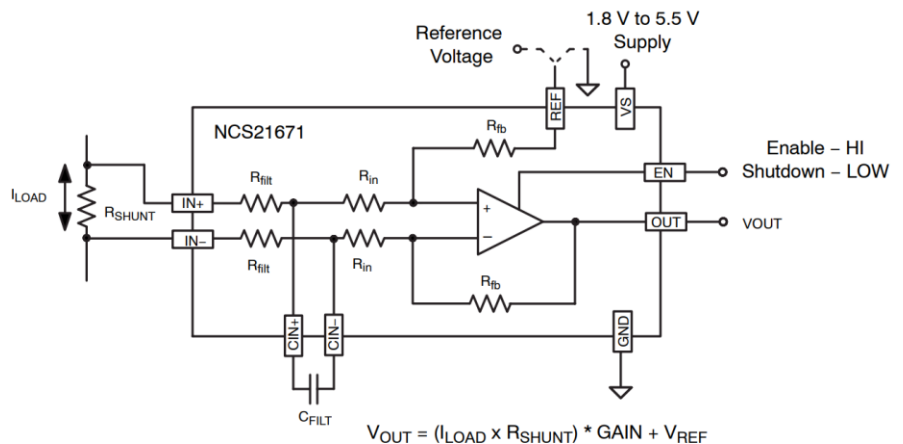 Reference
Voltage
1.8 V to 5.5 V
Supply
REF
VS
NCS21671
Rfb
Enable – HI
Shutdown – LOW
EN
ILOAD
RSHUNT
IN+
Rfilt
Rin
+
OUT
VOUT
IN–
Rfilt
Rin
–
Rfb
CIN+
CIN–
GND
CFILT
VOUT = (ILOAD x RSHUNT) * GAIN + VREF